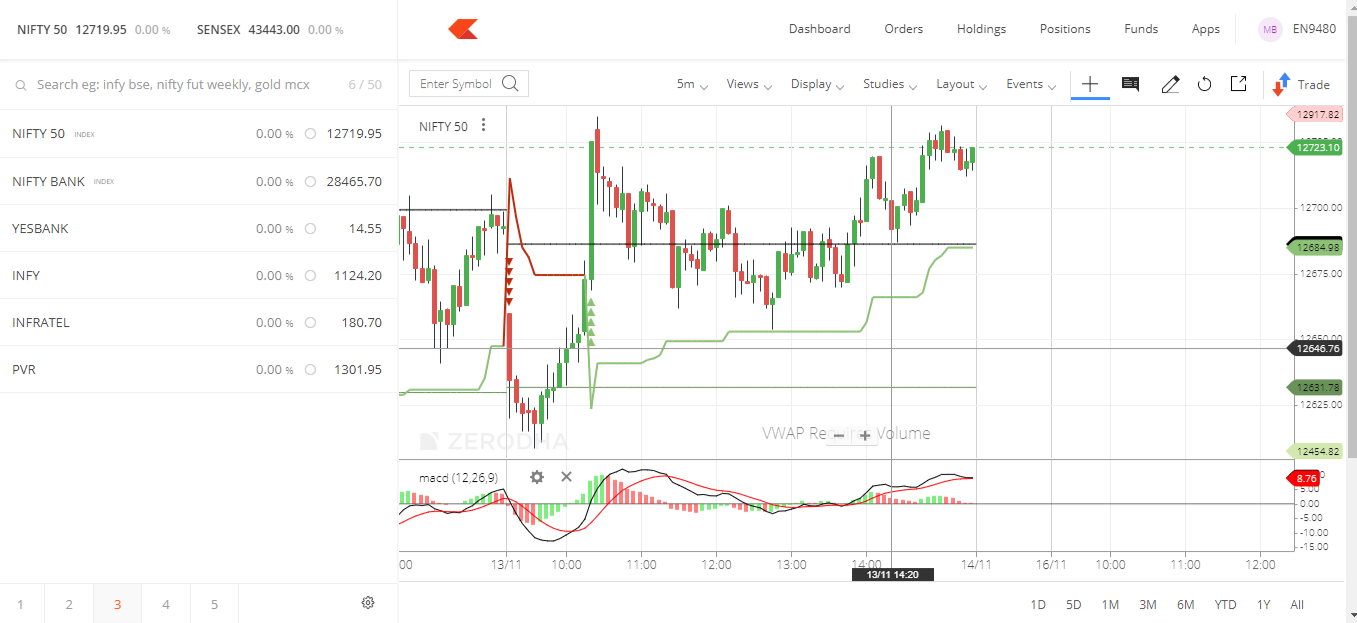 NIFTY 50 12719.95 0.00 % SENSEX 43443.00 0.00 %
Dashboard Orders Holdings Positions Funds Apps MB EN9480
Search eg: infy bse, nifty fut weekly, gold mcx 6 / 50
NIFTY 50 INDEX 0.00 % 12719.95
NIFTY BANK INDEX 0.00 % 28465.70
YESBANK 0.00 % 14.55
INFY 0.00 % 1124.20
INFRATEL 0.00 % 180.70
PVR 0.00 % 1301.95
1 2 3 4 5
Enter Symbol 5m Views Display Studies Layout Events Trade
NIFTY 50
12917.82
12723.10
12700.00
12684.98
12675.00
12650.00
12646.76
12631.78
12625.00
12454.82
ZERODHA
VWAP Requires Volume
macd (12,26,9)
8.76
5.00
0.00
-5.00
-10.00
-15.00
:00 13/11 10:00 11:00 12:00 13:00 14:00 14/11 16/11 10:00 11:00 12:00
13/11 14:20
1D 5D 1M 3M 6M YTD 1Y All